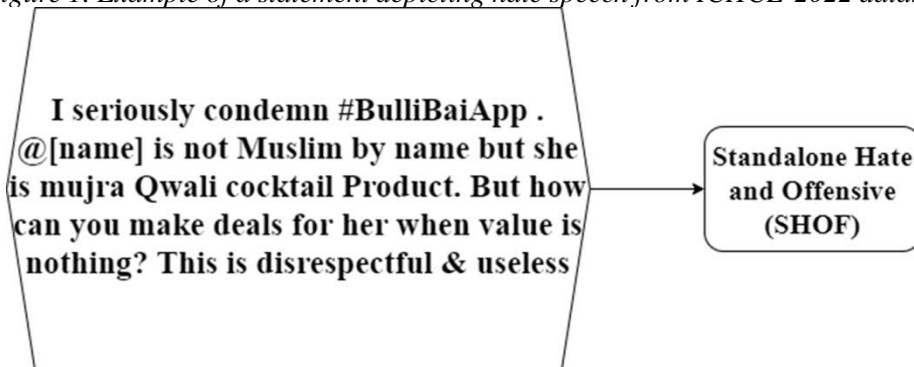 I seriously condemn #BulliBaiApp .
@[name] is not Muslim by name but she
is mujra Qwali cocktail Product. But how
can you make deals for her when value is
nothing? This is disrespectful & useless
Standalone Hate
and Offensive
(SHOF)